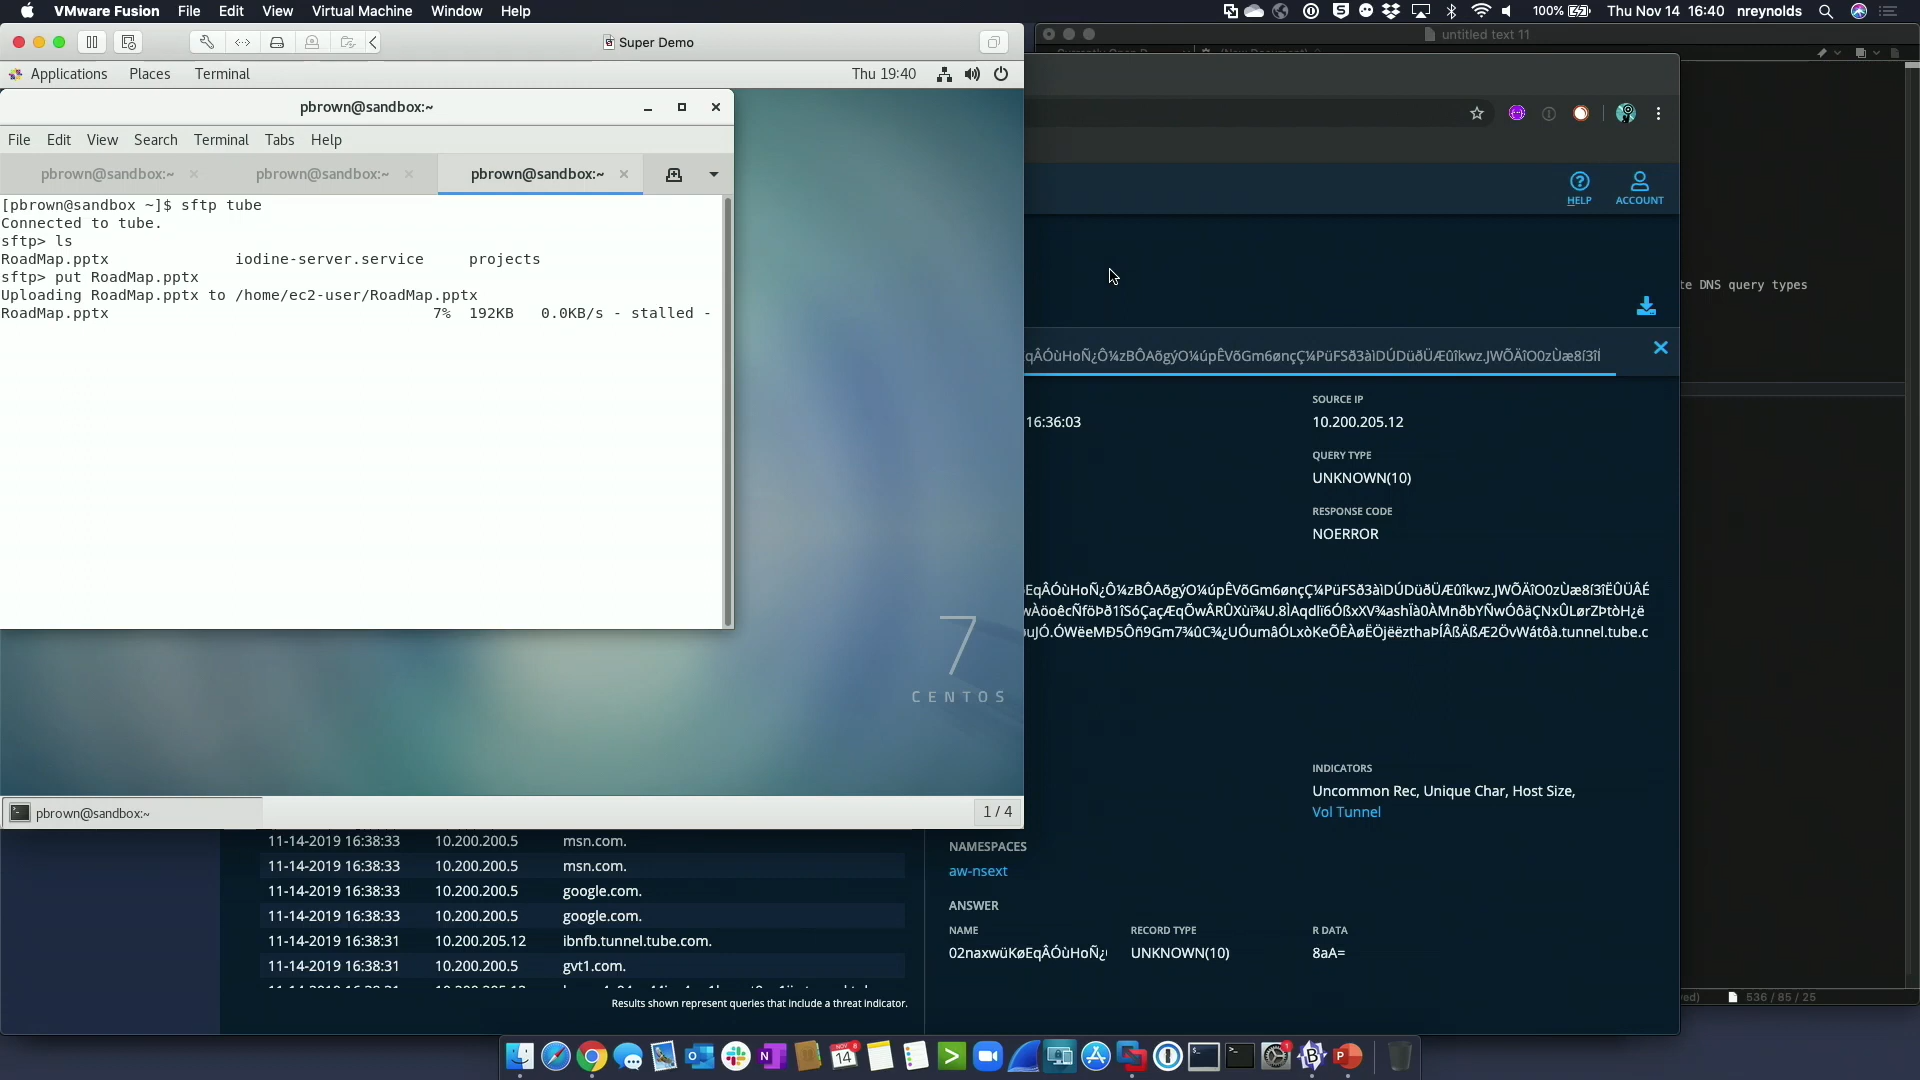 VMware Fusion File Edit View Virtual Machine Window Help
100% Thu Nov 14 16:40 nreynolds
Super Demo
untitled text 11
Applications Places Terminal
Thu 19:40
pbrown@sandbox:~
File Edit View Search Terminal Tabs Help
pbrown@sandbox:~ pbrown@sandbox:~ pbrown@sandbox:~
[pbrown@sandbox ~]$ sftp tube
Connected to tube.
sftp> ls
RoadMap.pptx iodine-server.service projects
sftp> put RoadMap.pptx
Uploading RoadMap.pptx to /home/ec2-user/RoadMap.pptx
RoadMap.pptx 7% 192KB 0.0KB/s - stalled -
7
CENTOS
pbrown@sandbox:~
1 / 4
HELP ACCOUNT
te DNS query types
16:36:03
SOURCE IP
10.200.205.12
QUERY TYPE
UNKNOWN(10)
RESPONSE CODE
NOERROR
INDICATORS
Uncommon Rec, Unique Char, Host Size,
Vol Tunnel
NAMESPACES
aw-nsext
ANSWER
NAME RECORD TYPE R DATA
UNKNOWN(10) 8aA=
11-14-2019 16:38:33 10.200.200.5 msn.com.
11-14-2019 16:38:33 10.200.200.5 msn.com.
11-14-2019 16:38:33 10.200.200.5 google.com.
11-14-2019 16:38:33 10.200.200.5 google.com.
11-14-2019 16:38:31 10.200.205.12 ibnfb.tunnel.tube.com.
11-14-2019 16:38:31 10.200.200.5 gvt1.com.
Results shown represent queries that include a threat indicator.
536 / 85 / 25
NOV
14